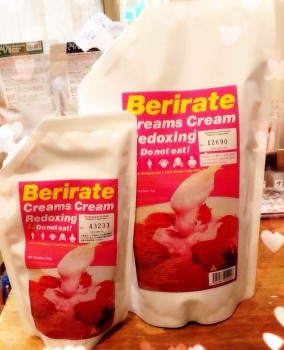 Berirate
Creams Cream
Redoxing
Do not eat!
43233
Berirate
Creams Cream
Redoxing
Do not eat!
12690